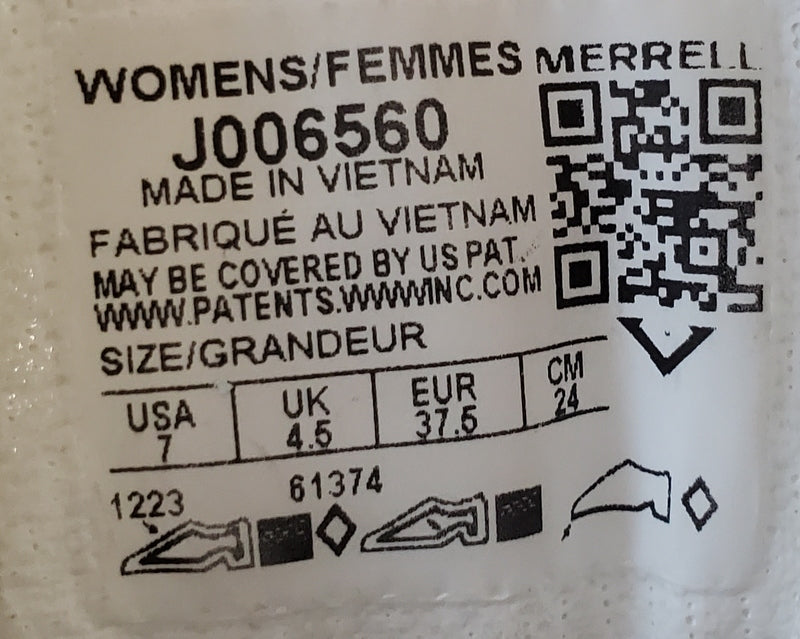 WOMENS/FEMMES MERRELL
J006560
MADE IN VIETNAM
FABRIQUÉ AU VIETNAM
MAY BE COVERED BY US PAT.
WWW.PATENTS.WWWINC.COM
SIZE/GRANDEUR
USA UK EUR CM
7 4.5 37.5 24
1223 61374